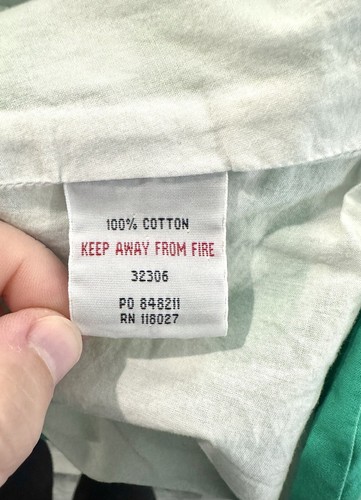 100% COTTON
KEEP AWAY FROM FIRE
32306
PO 848211
RN 118027